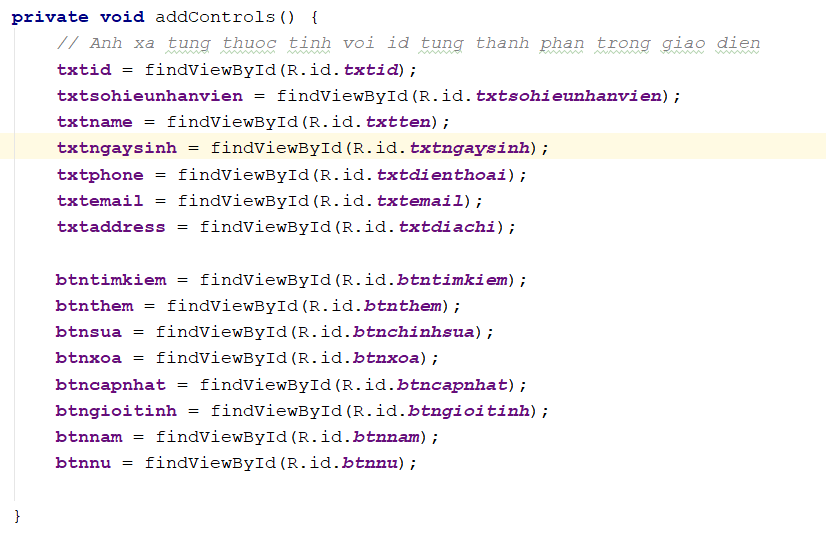 private void addControls() {
// Anh xa tung thuoc tinh voi id tung thanh phan trong giao dien
txtid = findViewById(R.id.txtid);
txtsohieunhanvien = findViewById(R.id.txtsohieunhanvien);
txtname = findViewById(R.id.txtten);
txtngaysinh = findViewById(R.id.txtngaysinh);
txtphone = findViewById(R.id.txtdienthoai);
txtemail = findViewById(R.id.txtemail);
txtaddress = findViewById(R.id.txtdiachi);
btntimkiem = findViewById(R.id.btntimkiem);
btnthem = findViewById(R.id.btnthem);
btnsua = findViewById(R.id.btnchinhsua);
btnxoa = findViewById(R.id.btnxoa);
btncapnhat = findViewById(R.id.btncapnhat);
btngioitinh = findViewById(R.id.btngioitinh);
btnnam = findViewById(R.id.btnnam);
btnnu = findViewById(R.id.btnnu);
}